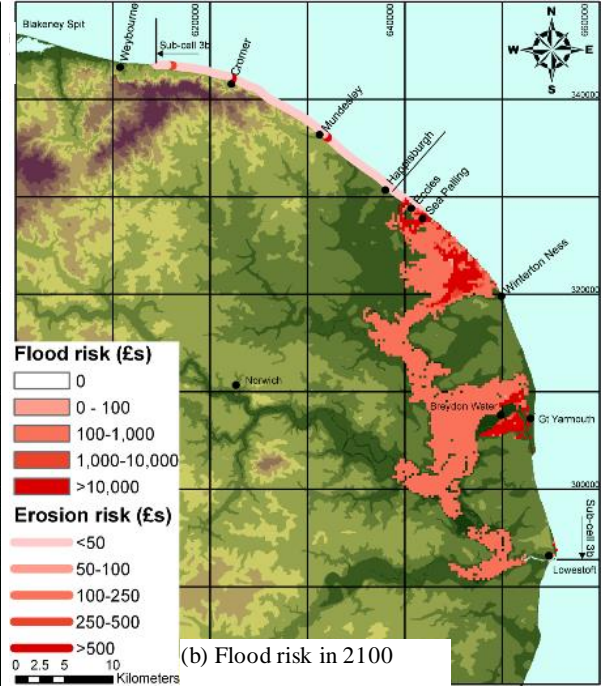 Blakeney Spit
Weybourne
620000
Sub-cell 3b
Cromer
640000
660000
N
W E
S
340000
Mundesley
Happisburgh
Eccles
Sea Palling
Winterton Ness
320000
Flood risk (£s)
0
0 - 100
100-1,000
1,000-10,000
>10,000
Norwich
Breydon Water
Gt Yarmouth
300000
Sub-cell 3b
Lowestoft
Erosion risk (£s)
<50
50-100
100-250
250-500
>500
0 2.5 5 10
Kilometers
(b) Flood risk in 2100